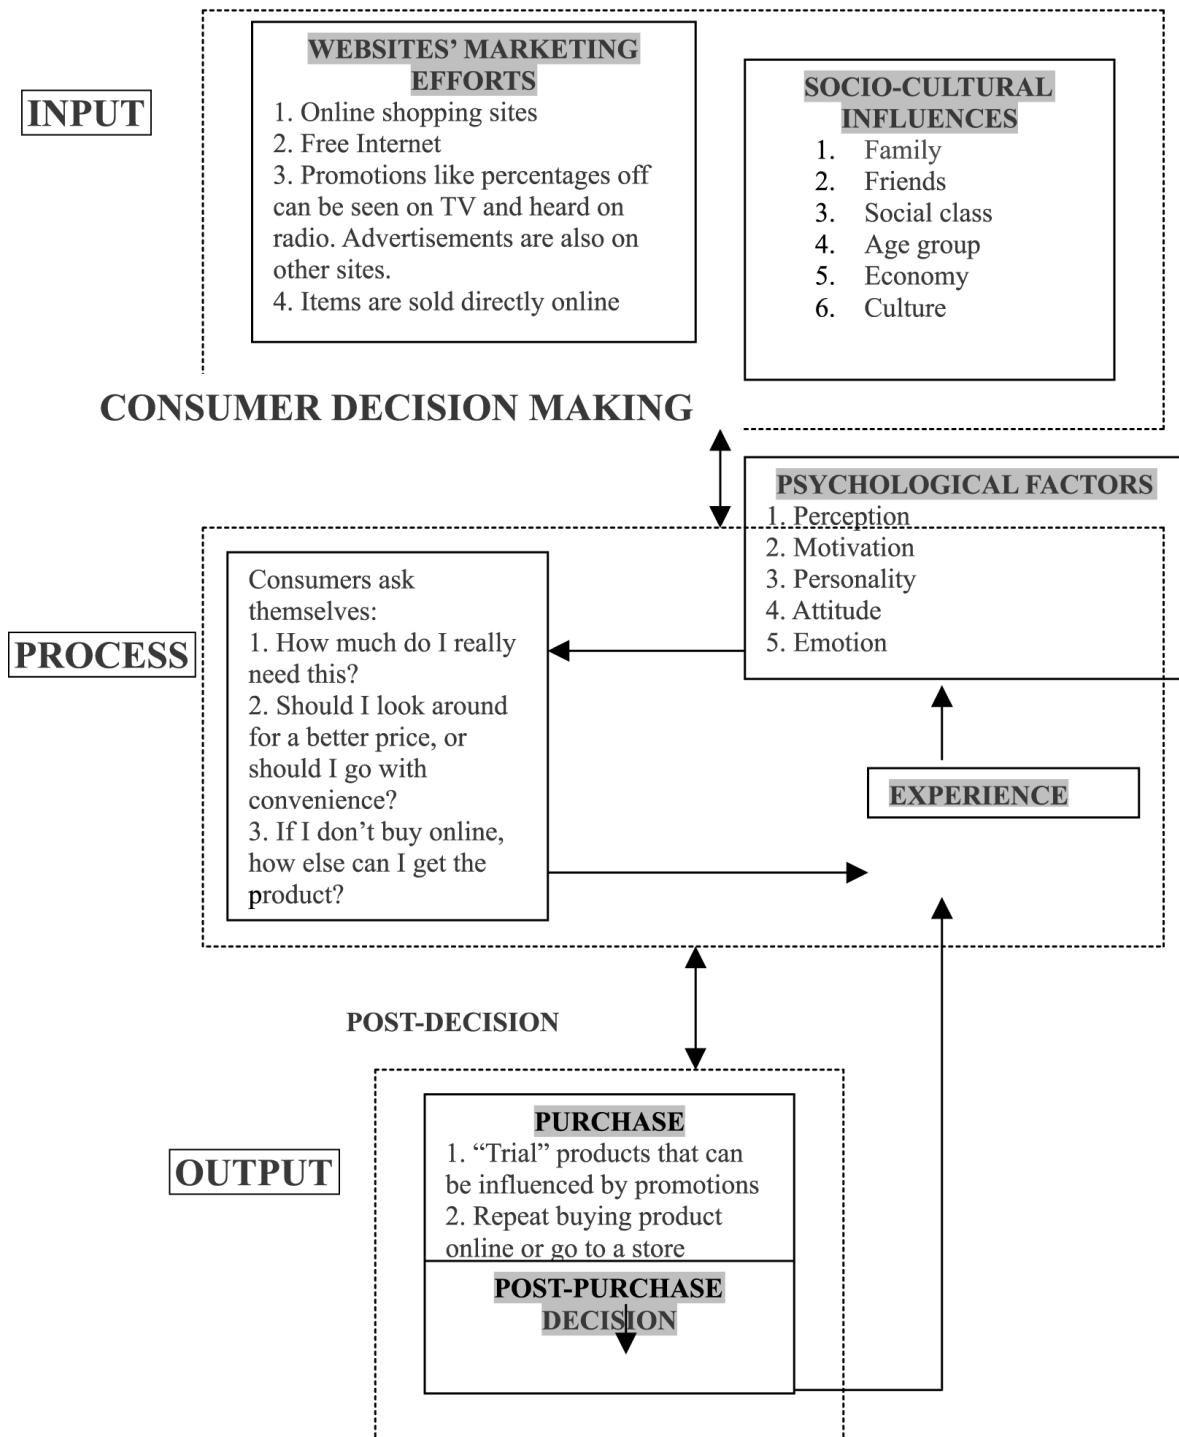 INPUT
WEBSITES’ MARKETING
EFFORTS
1. Online shopping sites
2. Free Internet
3. Promotions like percentages off
can be seen on TV and heard on
radio. Advertisements are also on
other sites.
4. Items are sold directly online
SOCIO-CULTURAL
INFLUENCES
1. Family
2. Friends
3. Social class
4. Age group
5. Economy
6. Culture
CONSUMER DECISION MAKING
PSYCHOLOGICAL FACTORS
1. Perception
2. Motivation
3. Personality
4. Attitude
5. Emotion
PROCESS
Consumers ask
themselves:
1. How much do I really
need this?
2. Should I look around
for a better price, or
should I go with
convenience?
3. If I don’t buy online,
how else can I get the
product?
EXPERIENCE
POST-DECISION
OUTPUT
PURCHASE
1. “Trial” products that can
be influenced by promotions
2. Repeat buying product
online or go to a store
POST-PURCHASE
DECISION